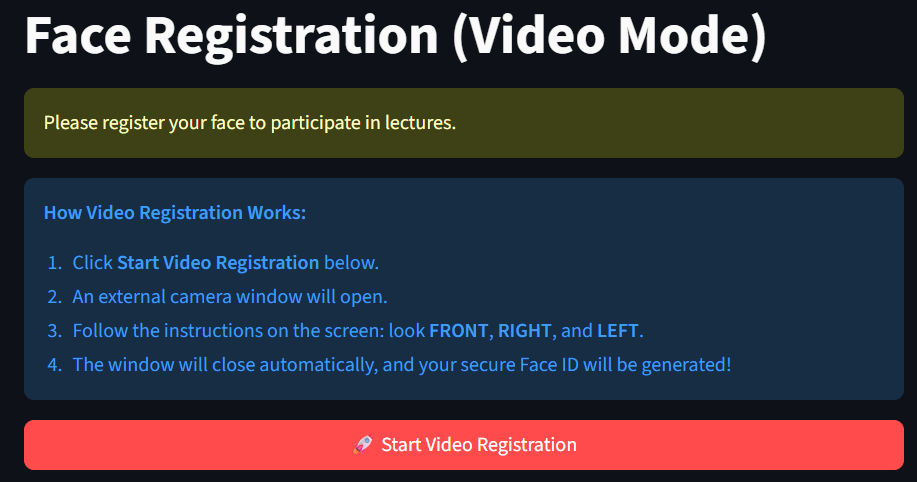 Face Registration (Video Mode)
Please register your face to participate in lectures.
How Video Registration Works:
1. Click Start Video Registration below.
2. An external camera window will open.
3. Follow the instructions on the screen: look FRONT, RIGHT, and LEFT.
4. The window will close automatically, and your secure Face ID will be generated!
🚀 Start Video Registration